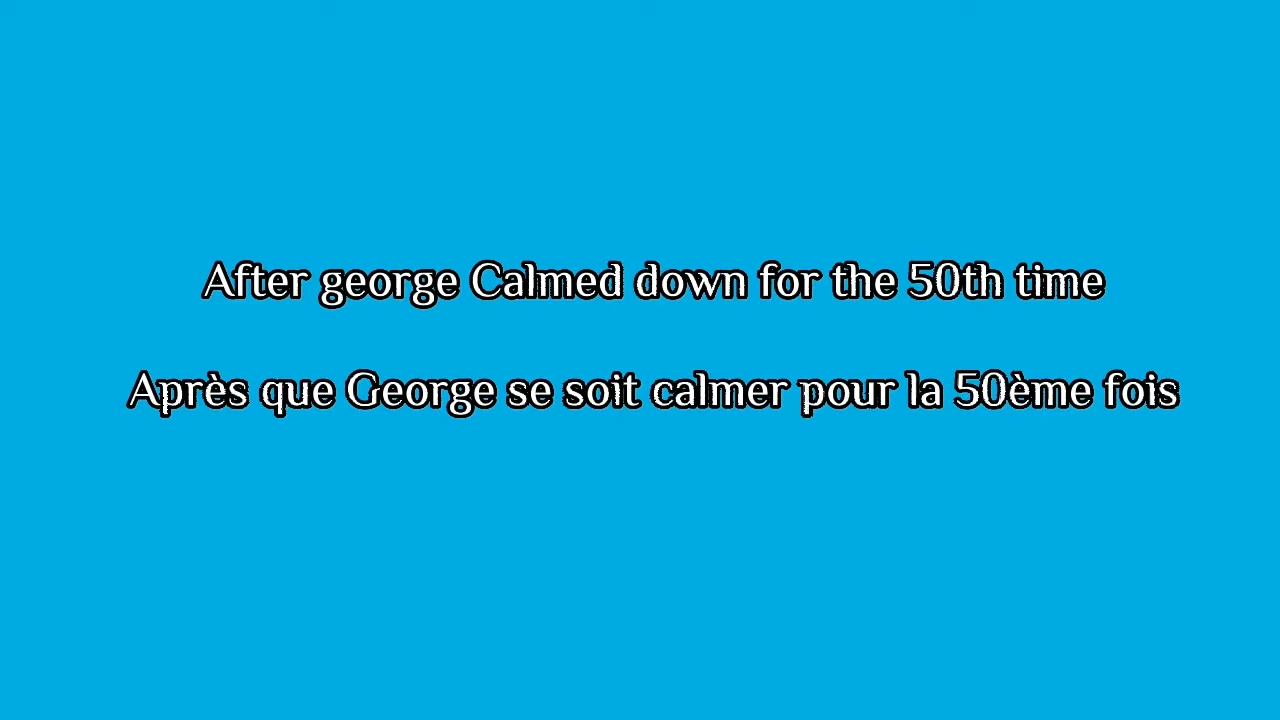 After george Calmed down for the 50th time
Après que George se soit calmer pour la 50ème fois